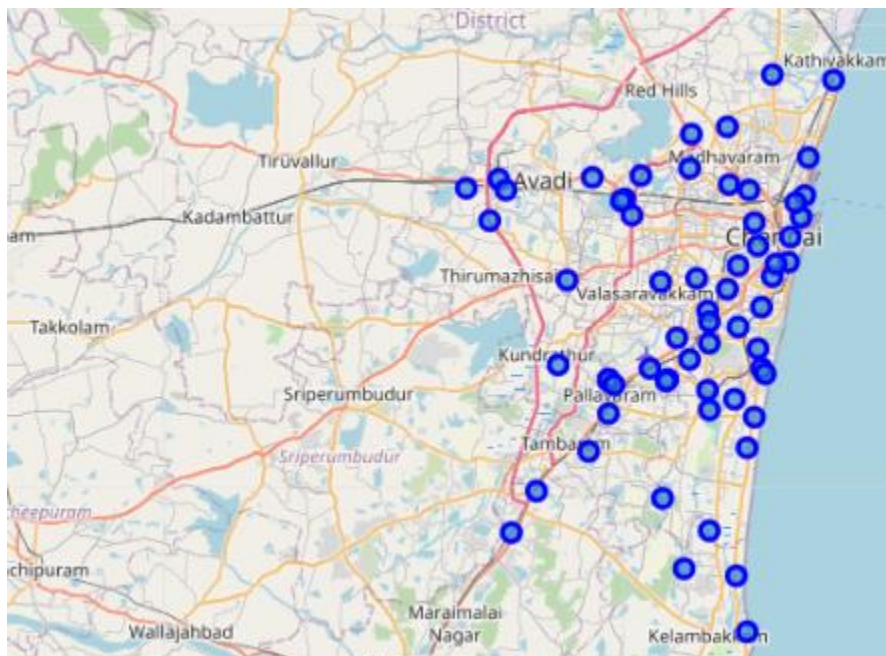 District
Kathivakkam
Red Hills
Madhavaram
Tiruvallur
Avadi
Kadambattur
am
Chennai
Thirumazhisai
Valasaravakkam
Takkolam
Kundrathur
Sriperumbudur
Pallavaram
Tambaram
Sriperumbudur
cheepuram
chipuram
Maraimalai
Nagar
Wallajahbad
Kelambakkam